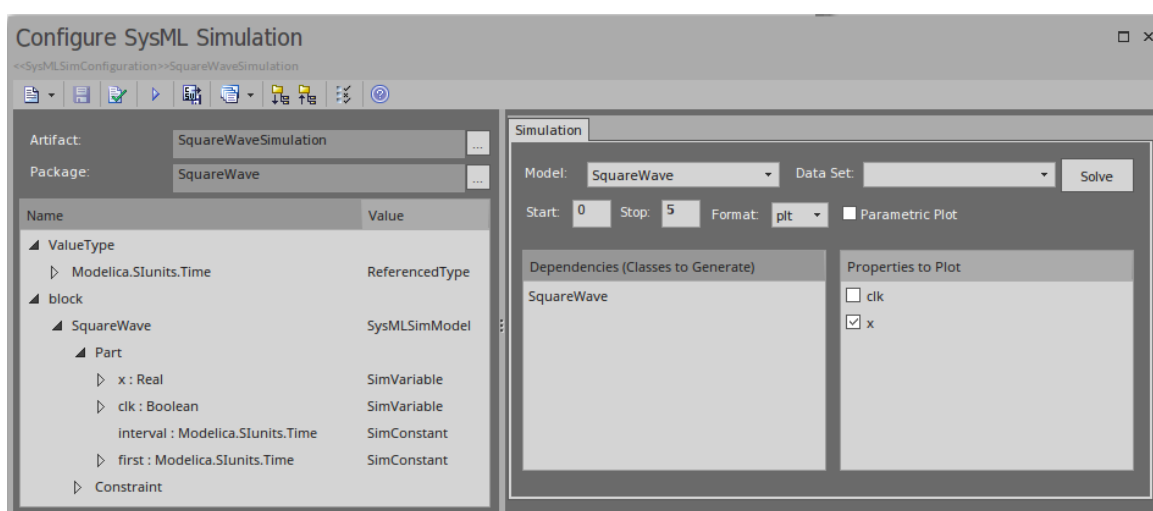 Configure SysML Simulation
<<SysMLSimConfiguration>>SquareWaveSimulation
Artifact: SquareWaveSimulation ...
Package: SquareWave ...
Name Value
ValueType
Modelica.SIunits.Time ReferencedType
block
SquareWave SysMLSimModel
Part
x : Real SimVariable
clk : Boolean SimVariable
interval : Modelica.SIunits.Time SimConstant
first : Modelica.SIunits.Time SimConstant
Constraint
Simulation
Model: SquareWave Data Set: Solve
Start: 0 Stop: 5 Format: plt Parametric Plot
Dependencies (Classes to Generate) Properties to Plot
SquareWave clk
x